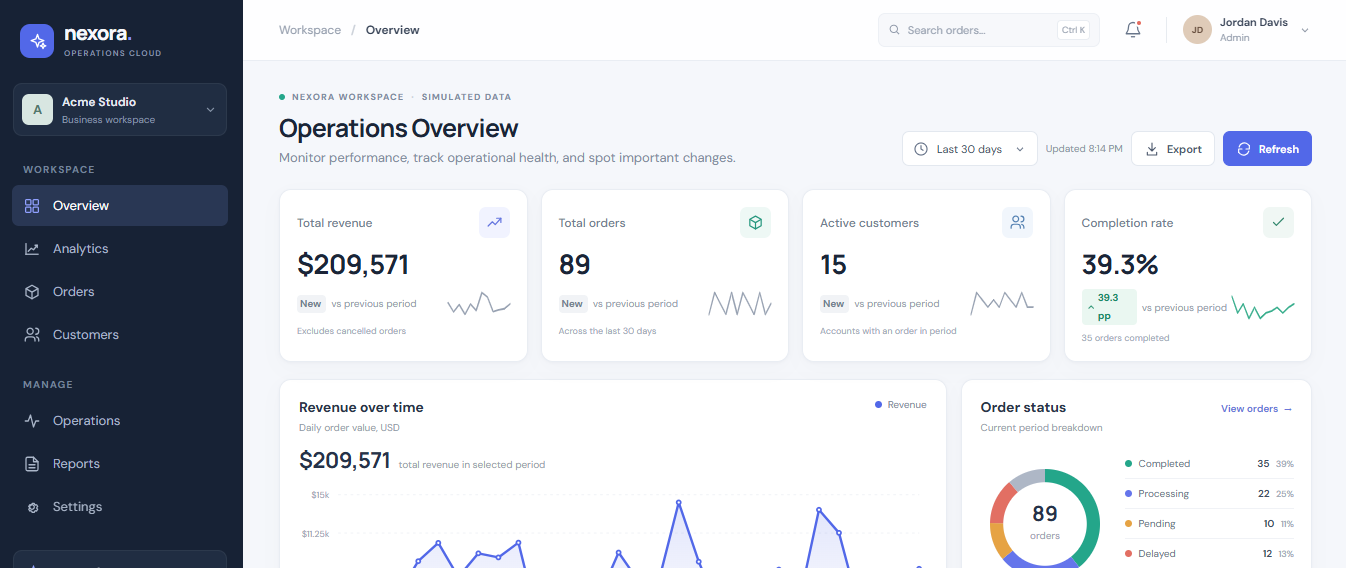 nexora.
OPERATIONS CLOUD
A
Acme Studio
Business workspace
WORKSPACE
Overview
Analytics
Orders
Customers
MANAGE
Operations
Reports
Settings
Workspace / Overview
Search orders...
Ctrl K
JD
Jordan Davis
Admin
NEXORA WORKSPACE · SIMULATED DATA
Operations Overview
Monitor performance, track operational health, and spot important changes.
Last 30 days
Updated 8:14 PM
Export
Refresh
Total revenue
$209,571
New vs previous period
Excludes cancelled orders
Total orders
89
New vs previous period
Across the last 30 days
Active customers
15
New vs previous period
Accounts with an order in period
Completion rate
39.3%
39.3
pp
vs previous period
35 orders completed
Revenue over time
Daily order value, USD
Revenue
$209,571 total revenue in selected period
$15k
$11.25k
Order status
Current period breakdown
View orders →
89
orders
Completed 35 39%
Processing 22 25%
Pending 10 11%
Delayed 12 13%